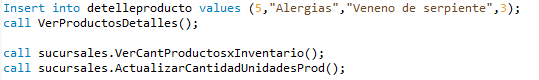 Insert into detelleproducto values (5,"Alergias","Veneno de serpiente",3);
call VerProductosDetalles();
call sucursales.VerCantProductosxInventario();
call sucursales.ActualizarCantidadUnidadesProd();